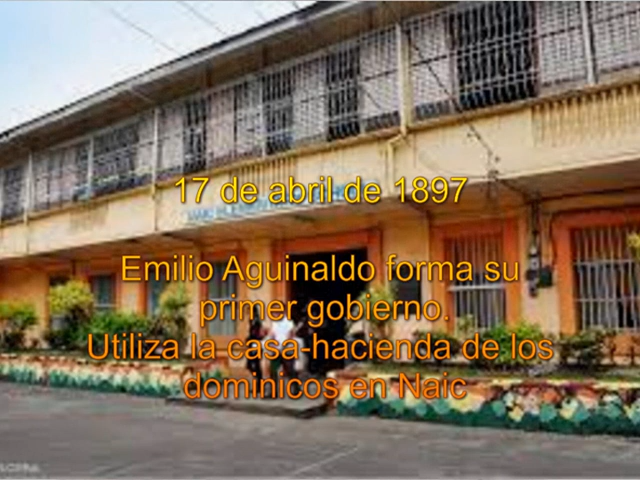 17 de abril de 1897
Emilio Aguinaldo forma su
primer gobierno.
Utiliza la casa-hacienda de los
dominicos en Naic